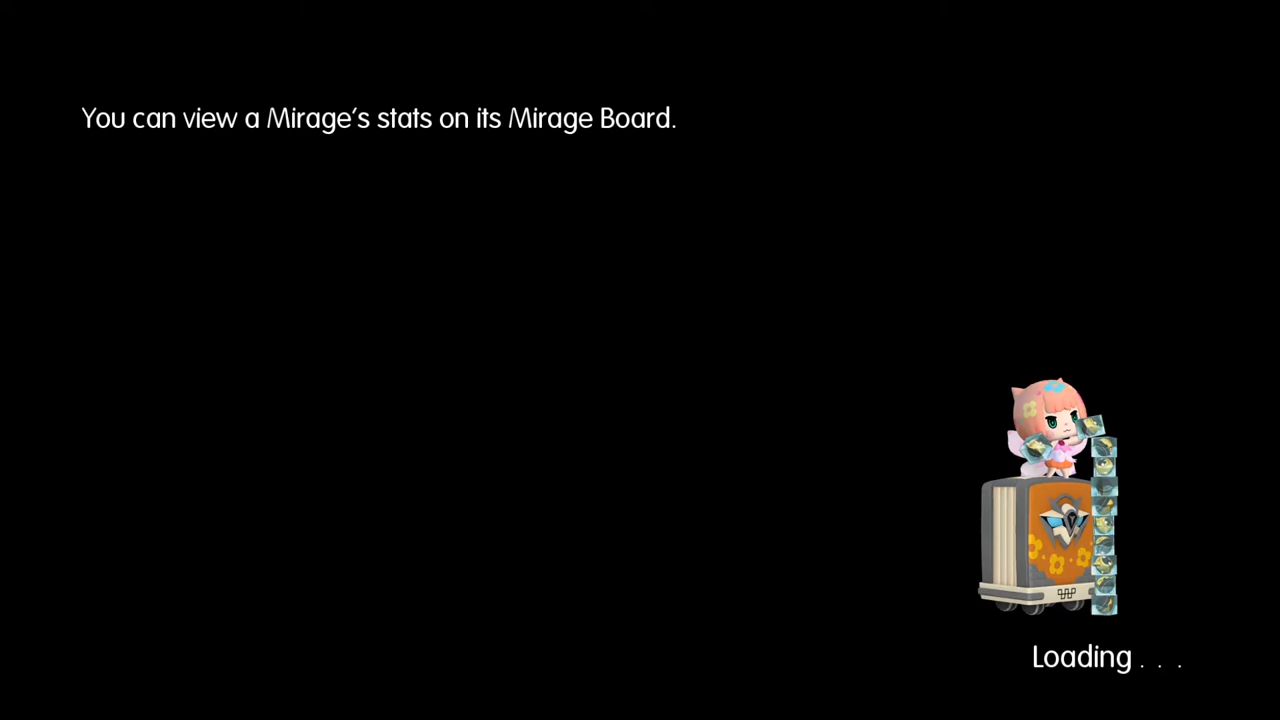 You can view a Mirage's stats on its Mirage Board.
Loading . . .